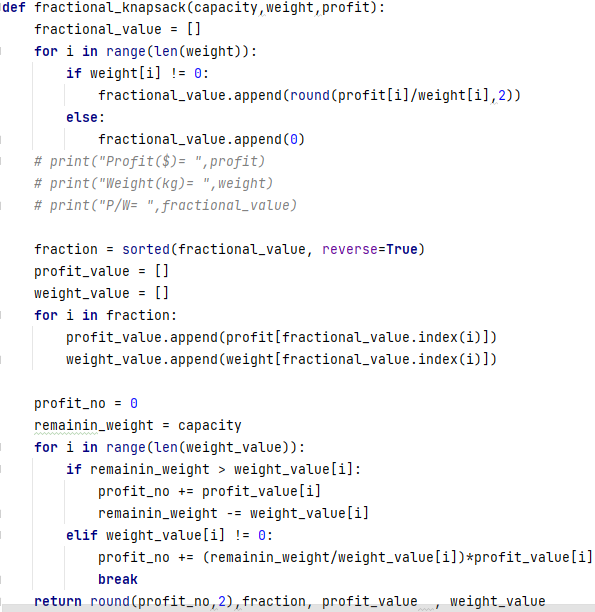 def fractional_knapsack(capacity,weight,profit):
    fractional_value = []
    for i in range(len(weight)):
        if weight[i] != 0:
            fractional_value.append(round(profit[i]/weight[i],2))
        else:
            fractional_value.append(0)
    # print("Profit($)= ",profit)
    # print("Weight(kg)= ",weight)
    # print("P/W= ",fractional_value)

    fraction = sorted(fractional_value, reverse=True)
    profit_value = []
    weight_value = []
    for i in fraction:
        profit_value.append(profit[fractional_value.index(i)])
        weight_value.append(weight[fractional_value.index(i)])

    profit_no = 0
    remainin_weight = capacity
    for i in range(len(weight_value)):
        if remainin_weight > weight_value[i]:
            profit_no += profit_value[i]
            remainin_weight -= weight_value[i]
        elif weight_value[i] != 0:
            profit_no += (remainin_weight/weight_value[i])*profit_value[i]
            break
    return round(profit_no,2),fraction, profit_value  , weight_value